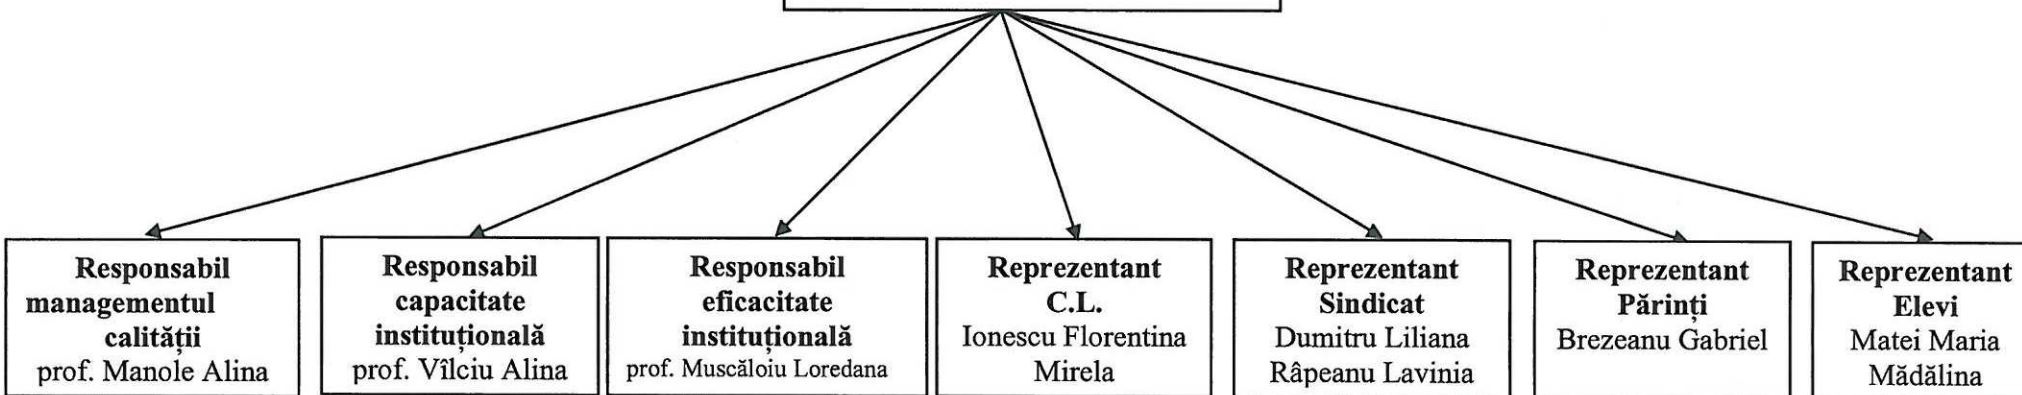 Responsabil
managementul
calității
prof. Manole Alina
Responsabil
capacitate
instituțională
prof. Vîlciu Alina
Responsabil
eficacitate
instituțională
prof. Muscăloiu Loredana
Reprezentant
C.L.
Ionescu Florentina
Mirela
Reprezentant
Sindicat
Dumitru Liliana
Râpeanu Lavinia
Reprezentant
Părinți
Brezeanu Gabriel
Reprezentant
Elevi
Matei Maria
Mădălina